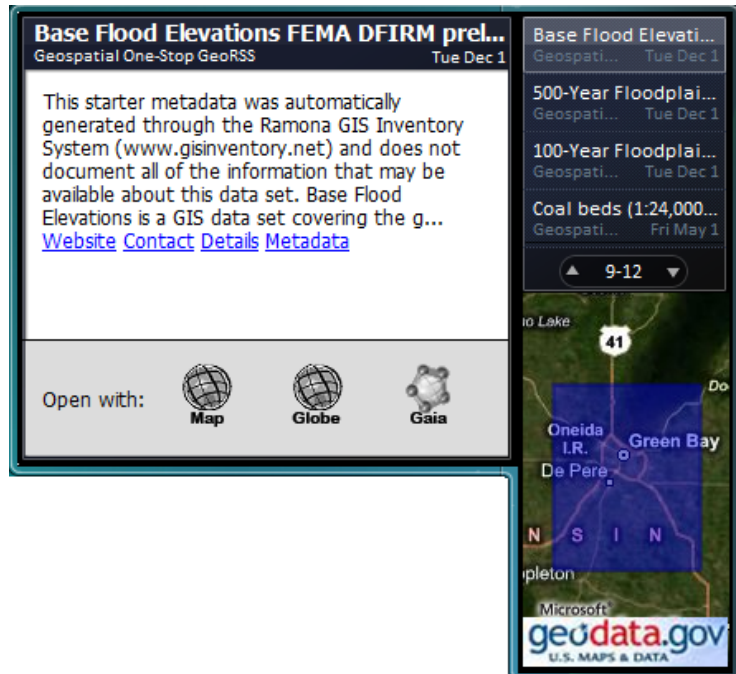 Base Flood Elevations FEMA DFIRM prel...
Geospatial One-Stop GeoRSS Tue Dec 1
This starter metadata was automatically
generated through the Ramona GIS Inventory
System (www.gisinventory.net) and does not
document all of the information that may be
available about this data set. Base Flood
Elevations is a GIS data set covering the g...
Website Contact Details Metadata
Open with:
Map
Globe
Gaia
Base Flood Elevati...
Geospati... Tue Dec 1
500-Year Floodplai...
Geospati... Tue Dec 1
100-Year Floodplai...
Geospati... Tue Dec 1
Coal beds (1:24,000...
Geospati... Fri May 1
9-12
no Lake
41
Do
Oneida
I.R.
Green Bay
De Pere
N S I N
pleton
Microsoft
geodata.gov
U.S. MAPS & DATA